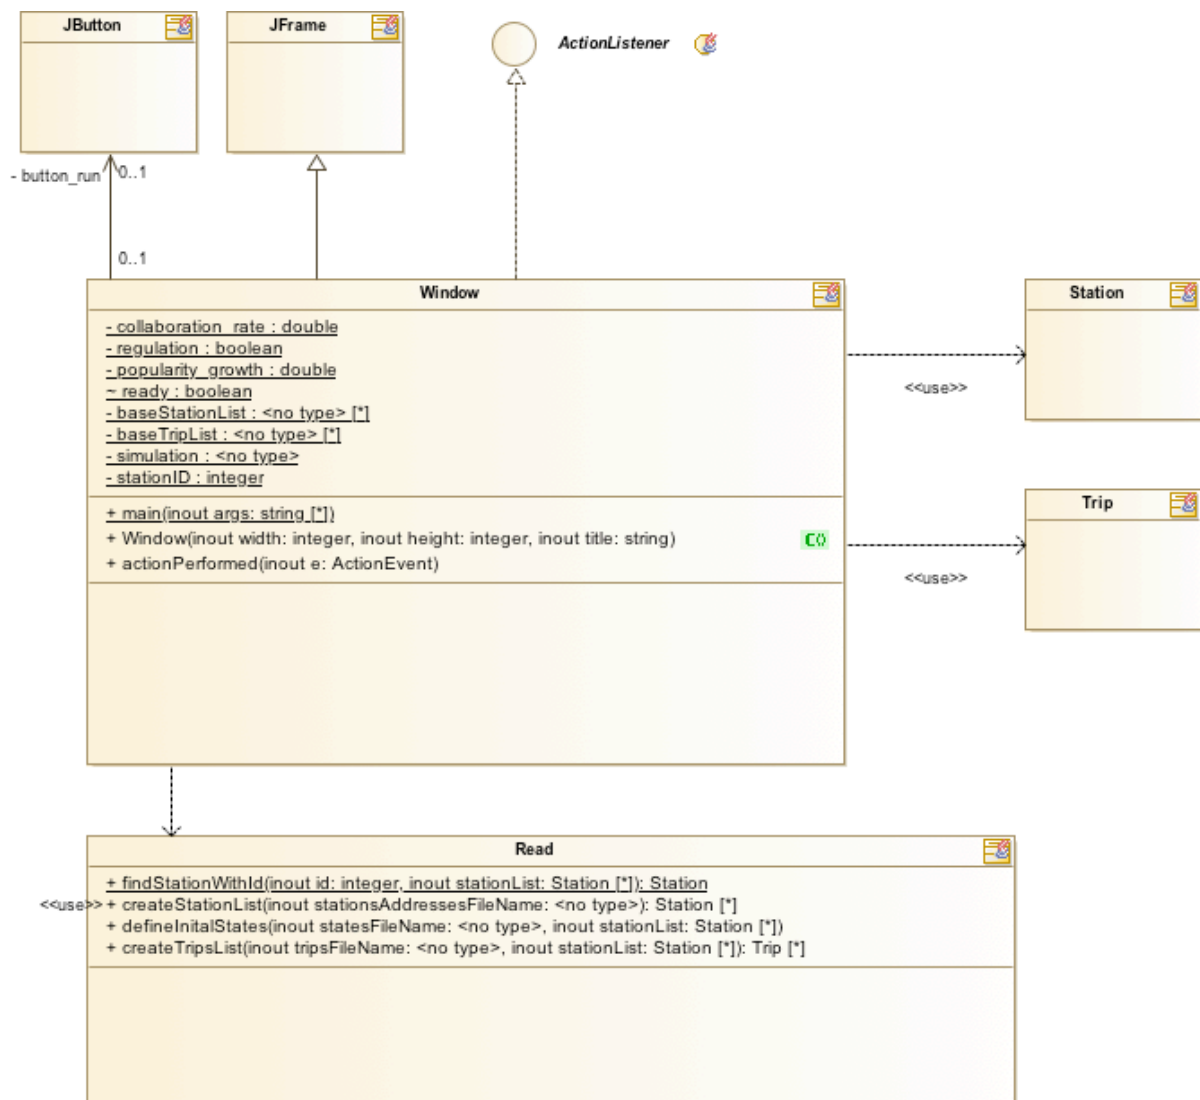 JButton
JFrame
ActionListener
- button_run
0..1
0..1
Window
- collaboration_rate : double
- regulation : boolean
- popularity_growth : double
~ ready : boolean
- baseStationList : <no type> [*]
- baseTripList : <no type> [*]
- simulation : <no type>
- stationID : integer
+ main(inout args: string [*])
+ Window(inout width: integer, inout height: integer, inout title: string)
C()
+ actionPerformed(inout e: ActionEvent)
Station
<<use>>
Trip
<<use>>
Read
+ findStationWithId(inout id: integer, inout stationList: Station [*]): Station
<<use>>
+ createStationList(inout stationsAddressesFileName: <no type>): Station [*]
+ defineInitalStates(inout statesFileName: <no type>, inout stationList: Station [*])
+ createTripsList(inout tripsFileName: <no type>, inout stationList: Station [*]): Trip [*]